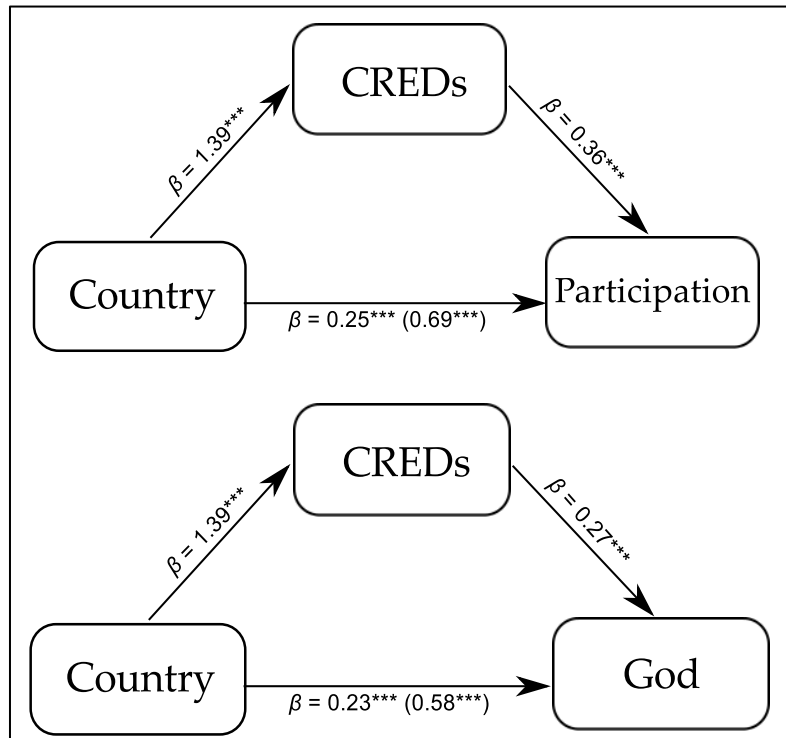 CREDs
β = 1.39***
β = 0.36***
Country
Participation
β = 0.25*** (0.69***)
CREDs
β = 1.39***
β = 0.27***
Country
God
β = 0.23*** (0.58***)